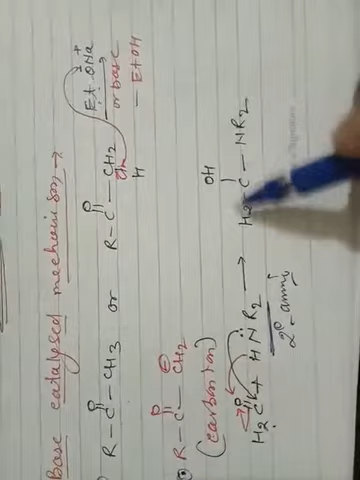 Base catalysed mechanism →
R – C – CH3 or R – C – CH2 Et ONa+
O O H or base
– EtOH
R – C – CH2
O ⊖
(carbanion)
H2C + HNR2 → H2 C – NR2
O OH
2° – amine